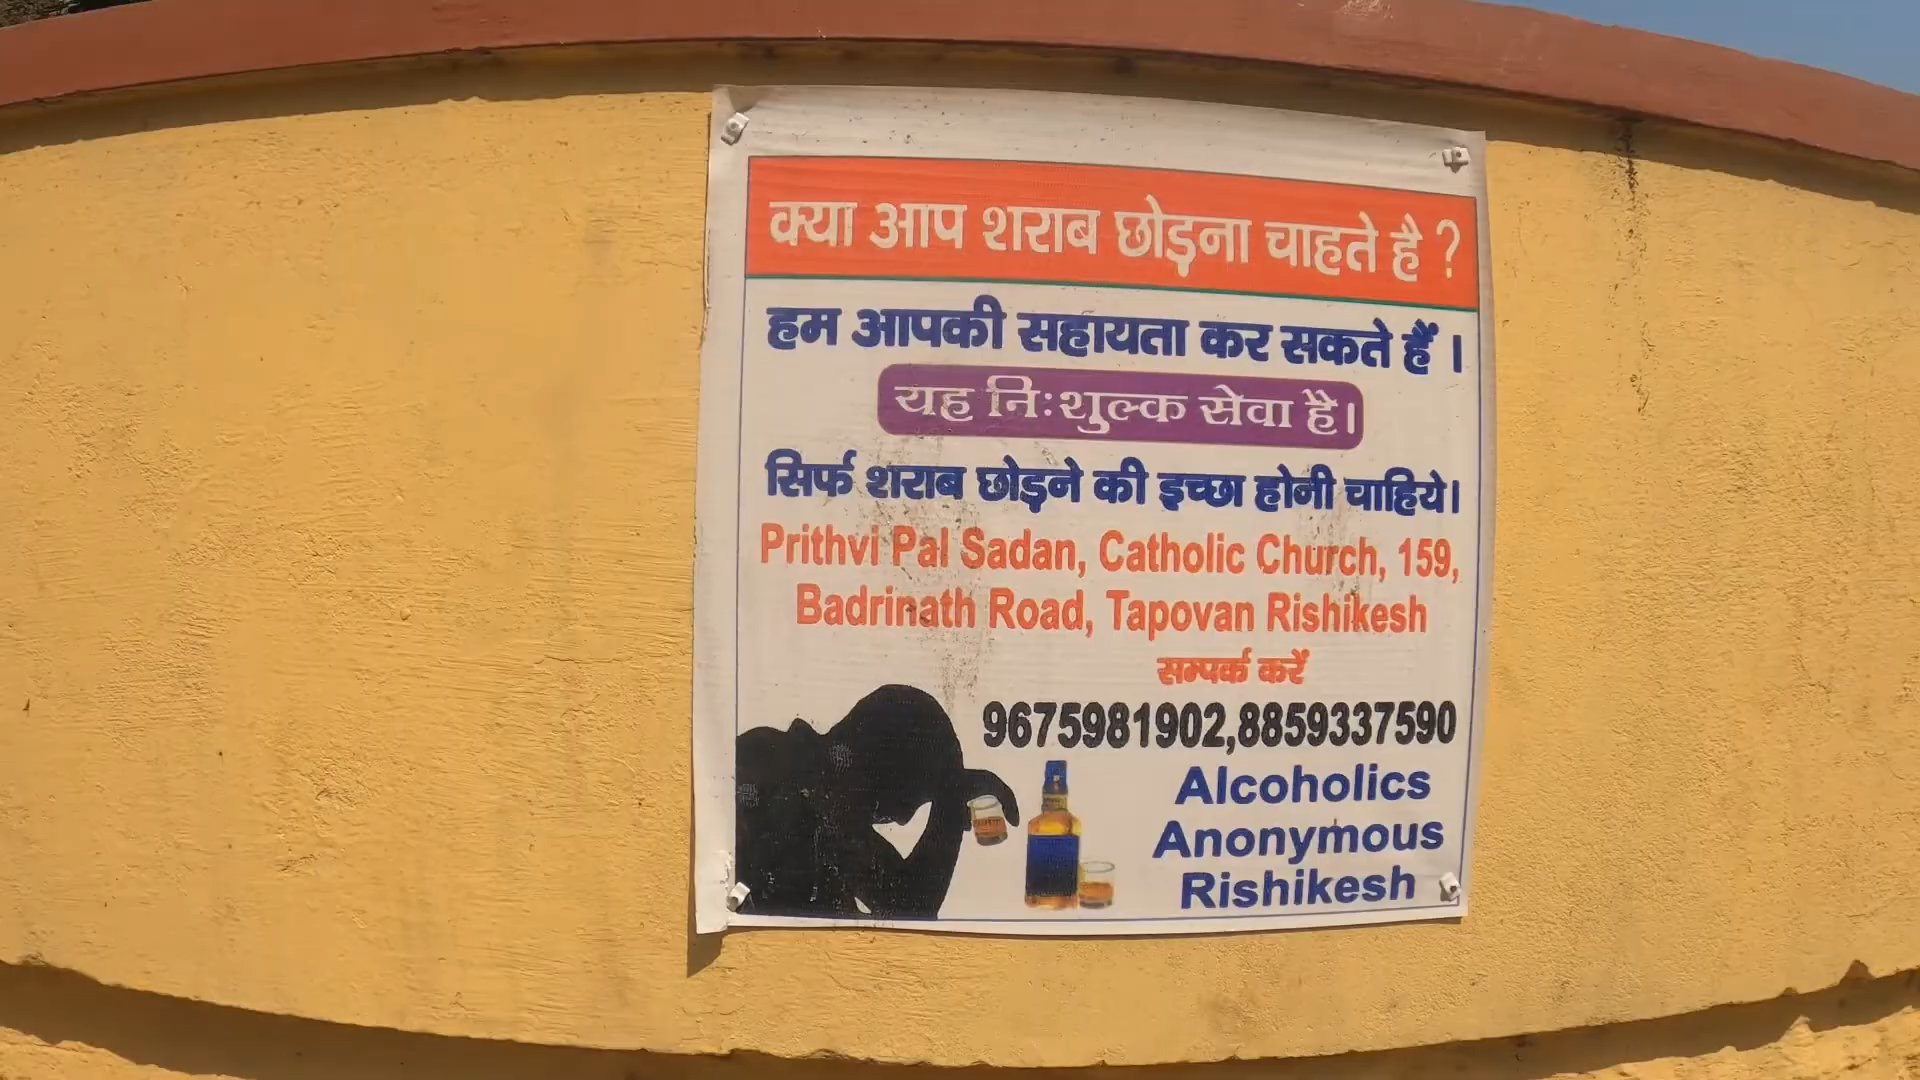 क्या आप शराब छोड़ना चाहते है ?
हम आपकी सहायता कर सकते हैं ।
यह निःशुल्क सेवा है।
सिर्फ शराब छोड़ने की इच्छा होनी चाहिये।
Prithvi Pal Sadan, Catholic Church, 159,
Badrinath Road, Tapovan Rishikesh
सम्पर्क करें
9675981902,8859337590
Alcoholics
Anonymous
Rishikesh